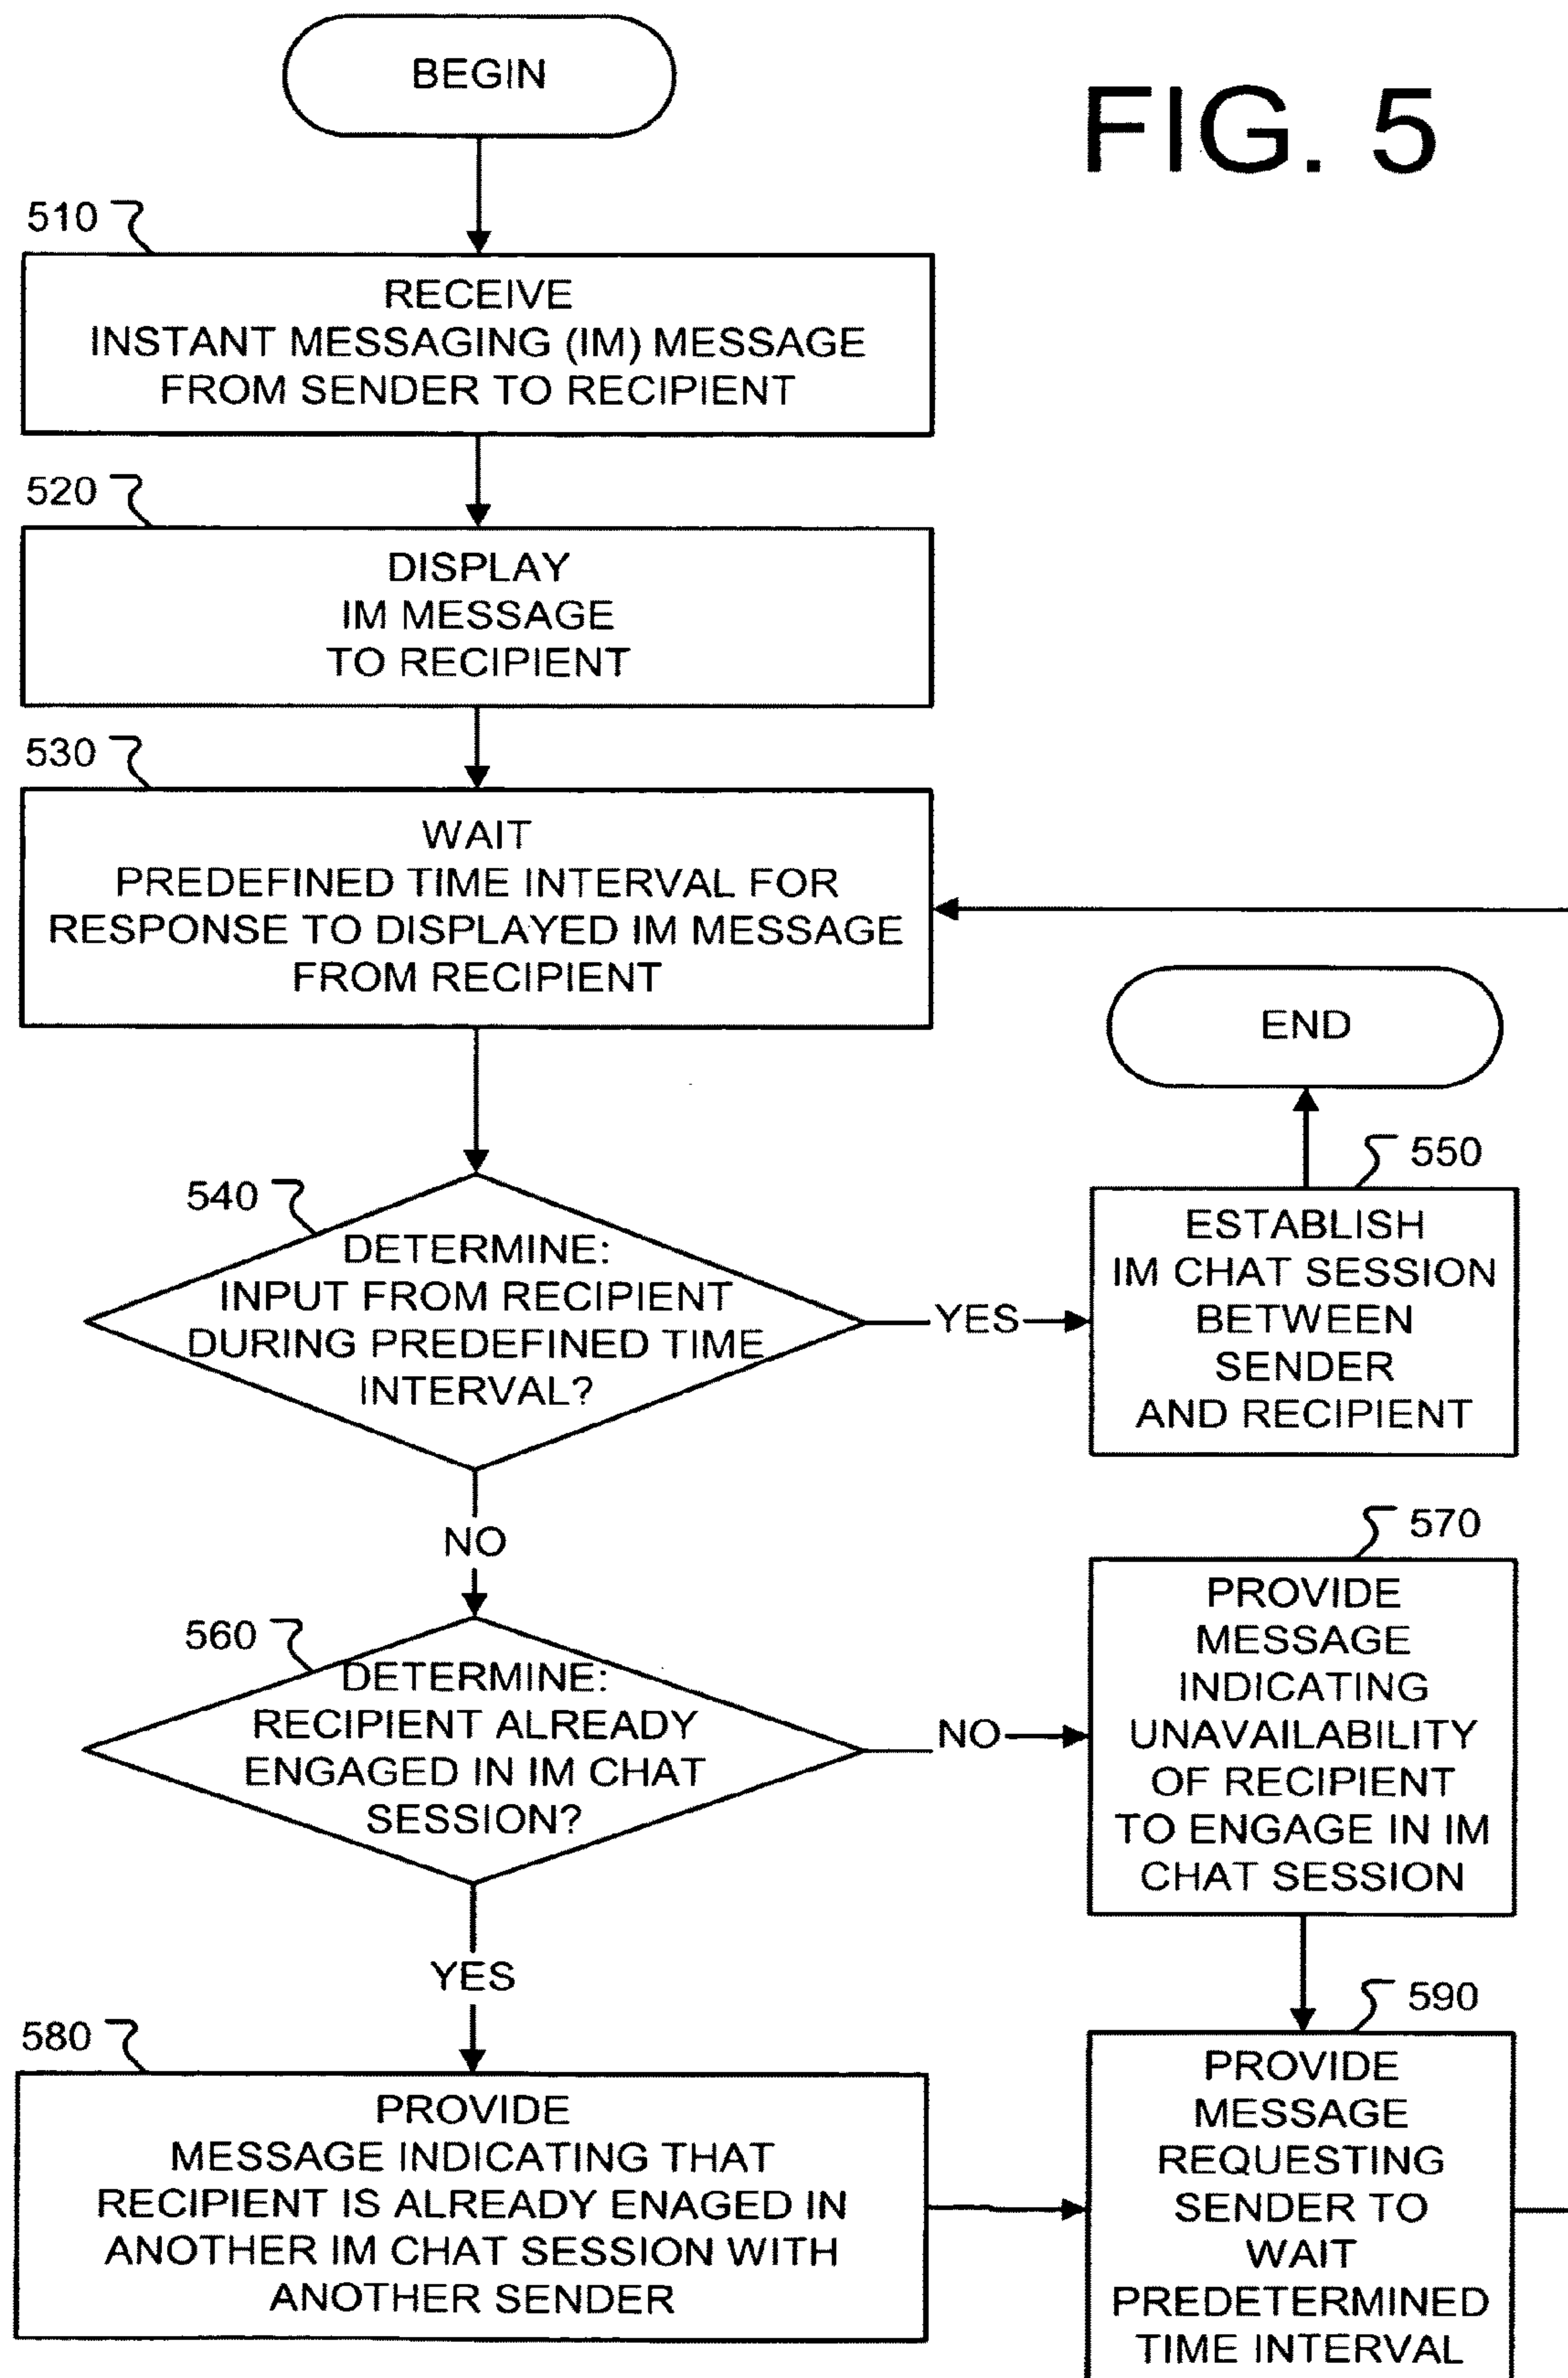 BEGIN
FIG. 5
510
RECEIVE
INSTANT MESSAGING (IM) MESSAGE
FROM SENDER TO RECIPIENT
520
DISPLAY
IM MESSAGE
TO RECIPIENT
530
WAIT
PREDEFINED TIME INTERVAL FOR
RESPONSE TO DISPLAYED IM MESSAGE
FROM RECIPIENT
540
DETERMINE:
INPUT FROM RECIPIENT
DURING PREDEFINED TIME
INTERVAL?
YES
550
ESTABLISH
IM CHAT SESSION
BETWEEN
SENDER
AND RECIPIENT
END
NO
560
DETERMINE:
RECIPIENT ALREADY
ENGAGED IN IM CHAT
SESSION?
NO
570
PROVIDE
MESSAGE
INDICATING
UNAVAILABILITY
OF RECIPIENT
TO ENGAGE IN IM
CHAT SESSION
YES
580
PROVIDE
MESSAGE INDICATING THAT
RECIPIENT IS ALREADY ENAGED IN
ANOTHER IM CHAT SESSION WITH
ANOTHER SENDER
590
PROVIDE
MESSAGE
REQUESTING
SENDER TO
WAIT
PREDETERMINED
TIME INTERVAL